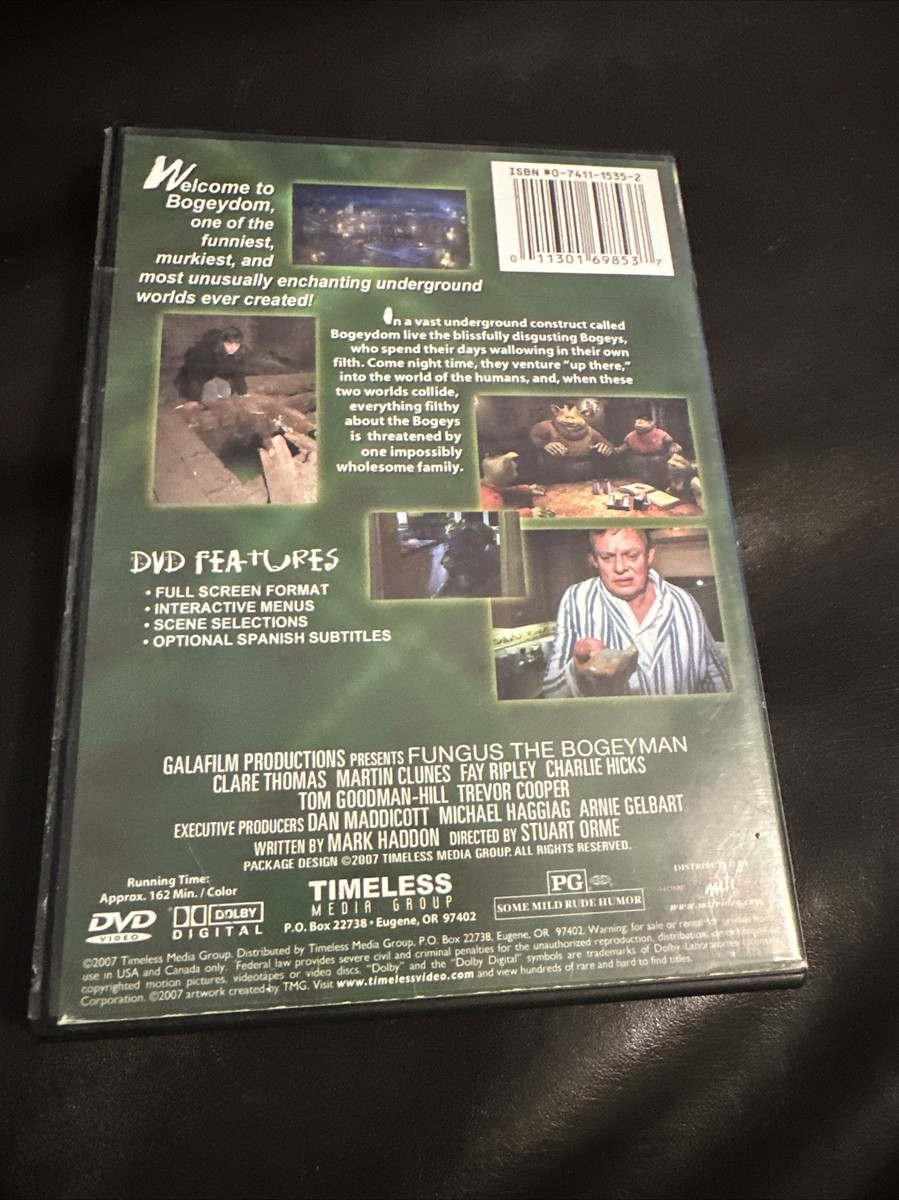 Welcome to
Bogeydom,
one of the
funniest,
murkiest, and
most unusually enchanting underground
worlds ever created!
ISBN #0-7411-1535-2
0 11301 69853 7
In a vast underground construct called
Bogeydom live the blissfully disgusting Bogeys,
who spend their days wallowing in their own
filth. Come night time, they venture "up there,"
into the world of the humans, and, when these
two worlds collide,
everything filthy
about the Bogeys
is threatened by
one impossibly
wholesome family.
DVD FEATURES
• FULL SCREEN FORMAT
• INTERACTIVE MENUS
• SCENE SELECTIONS
• OPTIONAL SPANISH SUBTITLES
GALAFILM PRODUCTIONS PRESENTS FUNGUS THE BOGEYMAN
CLARE THOMAS MARTIN CLUNES FAY RIPLEY CHARLIE HICKS
TOM GOODMAN-HILL TREVOR COOPER
EXECUTIVE PRODUCERS DAN MADDICOTT MICHAEL HAGGIAG ARNIE GELBART
WRITTEN BY MARK HADDON DIRECTED BY STUART ORME
PACKAGE DESIGN ©2007 TIMELESS MEDIA GROUP. ALL RIGHTS RESERVED.
Running Time:
Approx. 162 Min. / Color
DVD
VIDEO
DOLBY
DIGITAL
TIMELESS
MEDIA GROUP
P.O. Box 22738 • Eugene, OR 97402
PG
SOME MILD RUDE HUMOR
DISTRIBUTED BY
mti
HOME
www.mtivideo.com
©2007 Timeless Media Group. Distributed by Timeless Media Group, P.O. Box 22738, Eugene, OR 97402. Warning: for sale or rental
use in USA and Canada only. Federal law provides severe civil and criminal penalties for the unauthorized reproduction, distribution,
copyrighted motion pictures, videotapes or video discs. "Dolby" and the "Dolby Digital" symbols are trademarks of Dolby Laboratories
Corporation. ©2007 artwork created by TMG. Visit www.timelessvideo.com and view hundreds of rare and hard to find titles.